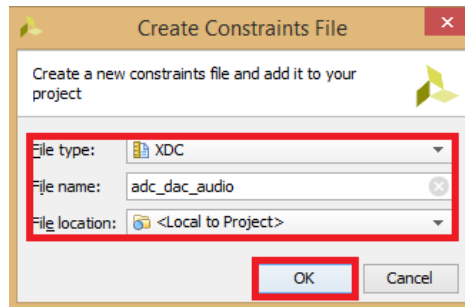 Create Constraints File
Create a new constraints file and add it to your
project
File type: XDC
File name: adc_dac_audio
File location: <Local to Project>
OK Cancel